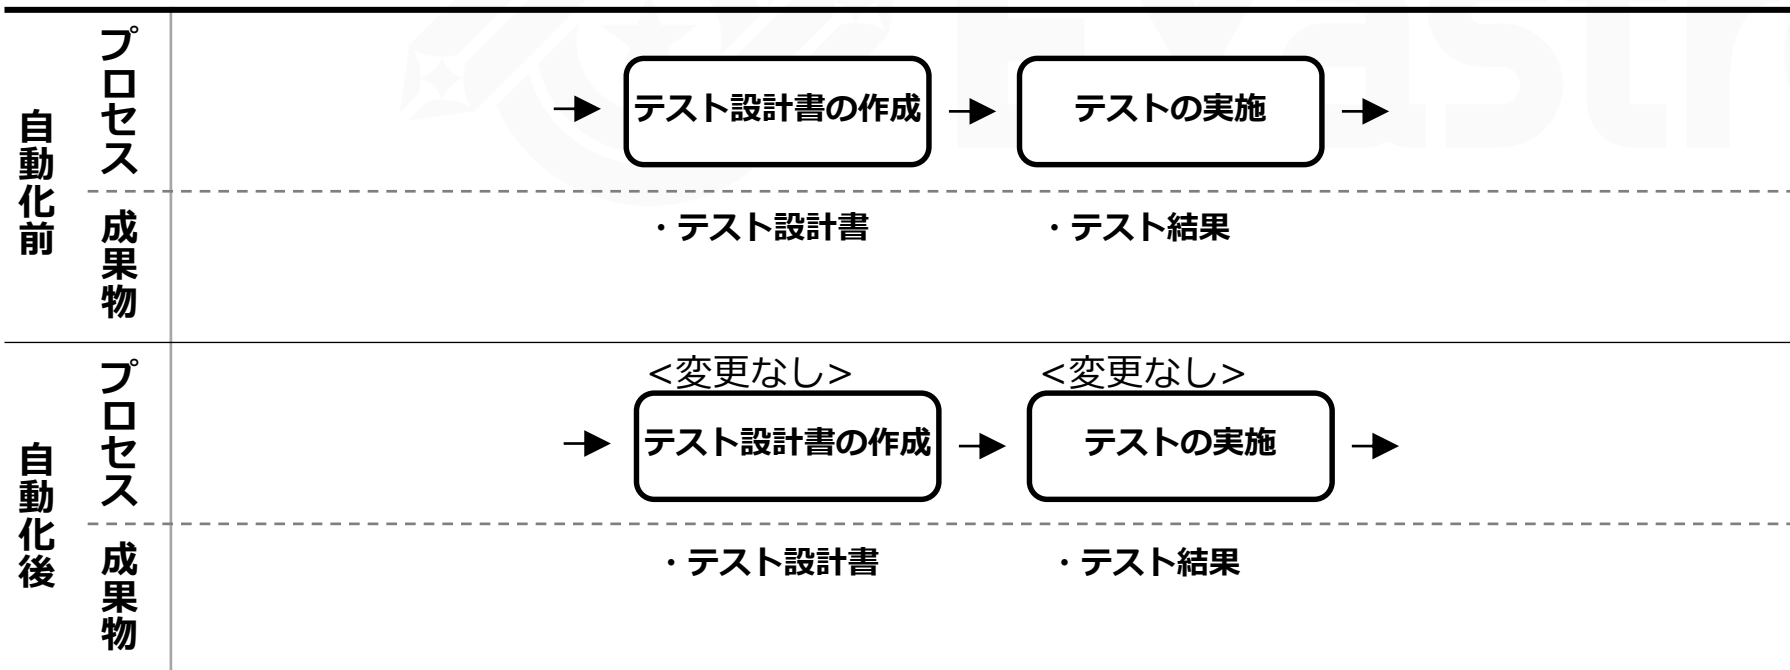 自動化前
プロセス
テスト設計書の作成
テストの実施
成果物
・テスト設計書
・テスト結果
自動化後
プロセス
<変更なし>
<変更なし>
テスト設計書の作成
テストの実施
成果物
・テスト設計書
・テスト結果